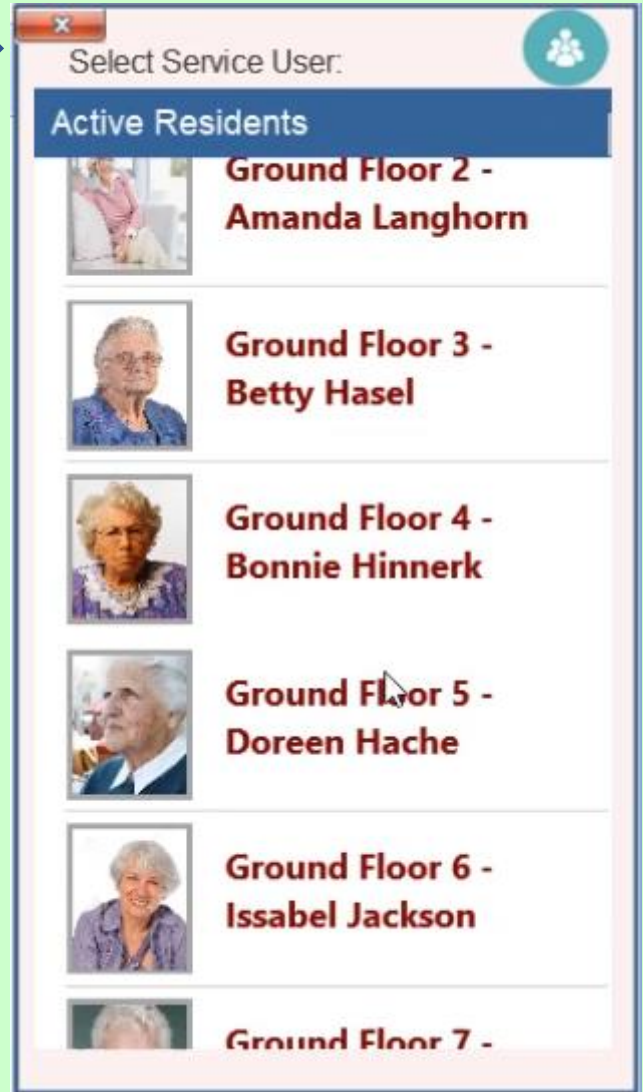 Select Service User:
Active Residents
Ground Floor 2 -
Amanda Langhorn
Ground Floor 3 -
Betty Hasel
Ground Floor 4 -
Bonnie Hinnerk
Ground Floor 5 -
Doreen Hache
Ground Floor 6 -
Issabel Jackson
Ground Floor 7 -